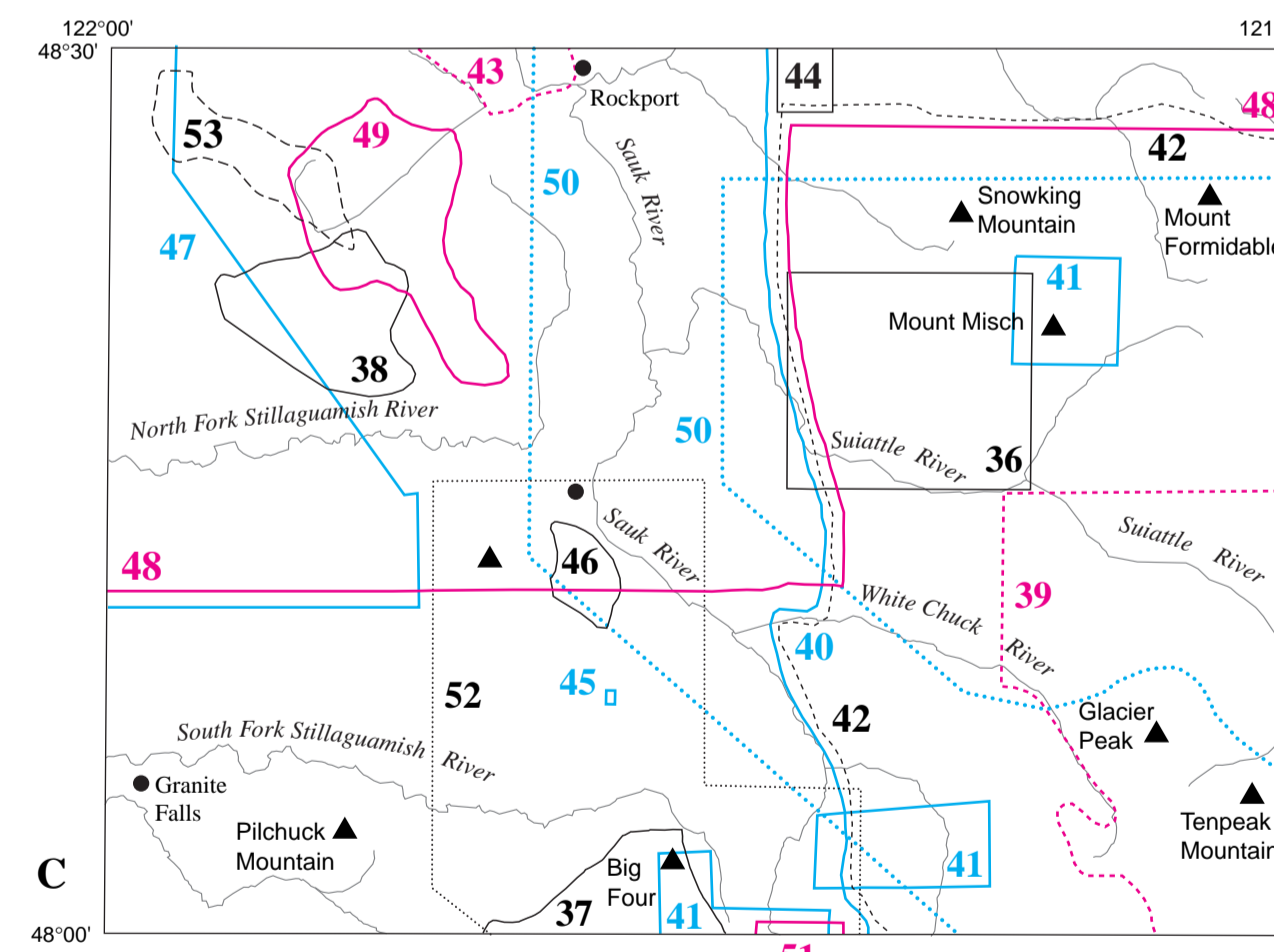 122°00'
121
48°30'
43
44
Rockport
48
53
49
42
50
Sauk River
Snowking
Mountain
Mount
Formidable
47
41
Mount Misch
38
North Fork Stillaguamish River
50
Suiattle River
36
Sauk River
Suiattle River
46
48
White Chuck River
39
40
45
52
42
Glacier
Peak
South Fork Stillaguamish River
Granite
Falls
Pilchuck
Mountain
Tenpeak
Mountain
C
Big
Four
41
37
41
48°00'
51